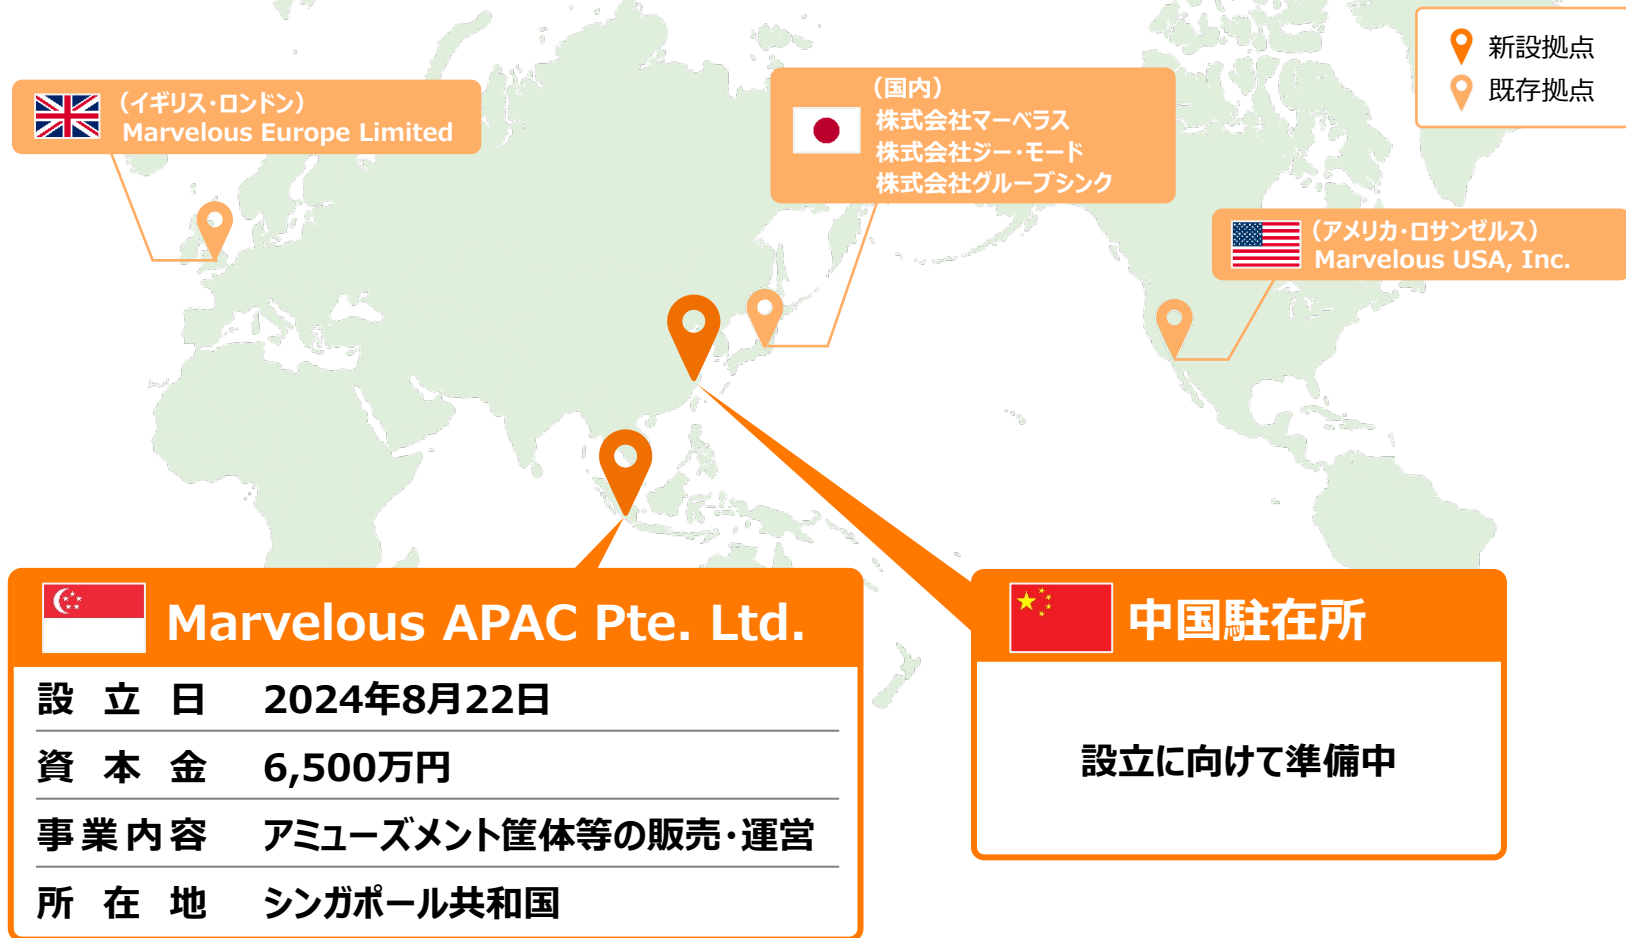 新設拠点
既存拠点
（イギリス・ロンドン）
Marvelous Europe Limited
（国内）
株式会社マーベラス
株式会社ジー・モード
株式会社グルーブシンク
（アメリカ・ロサンゼルス）
Marvelous USA, Inc.
Marvelous APAC Pte. Ltd.
設立日 2024年8月22日
資本金 6,500万円
事業内容 アミューズメント筐体等の販売・運営
所在地 シンガポール共和国
中国駐在所
設立に向けて準備中